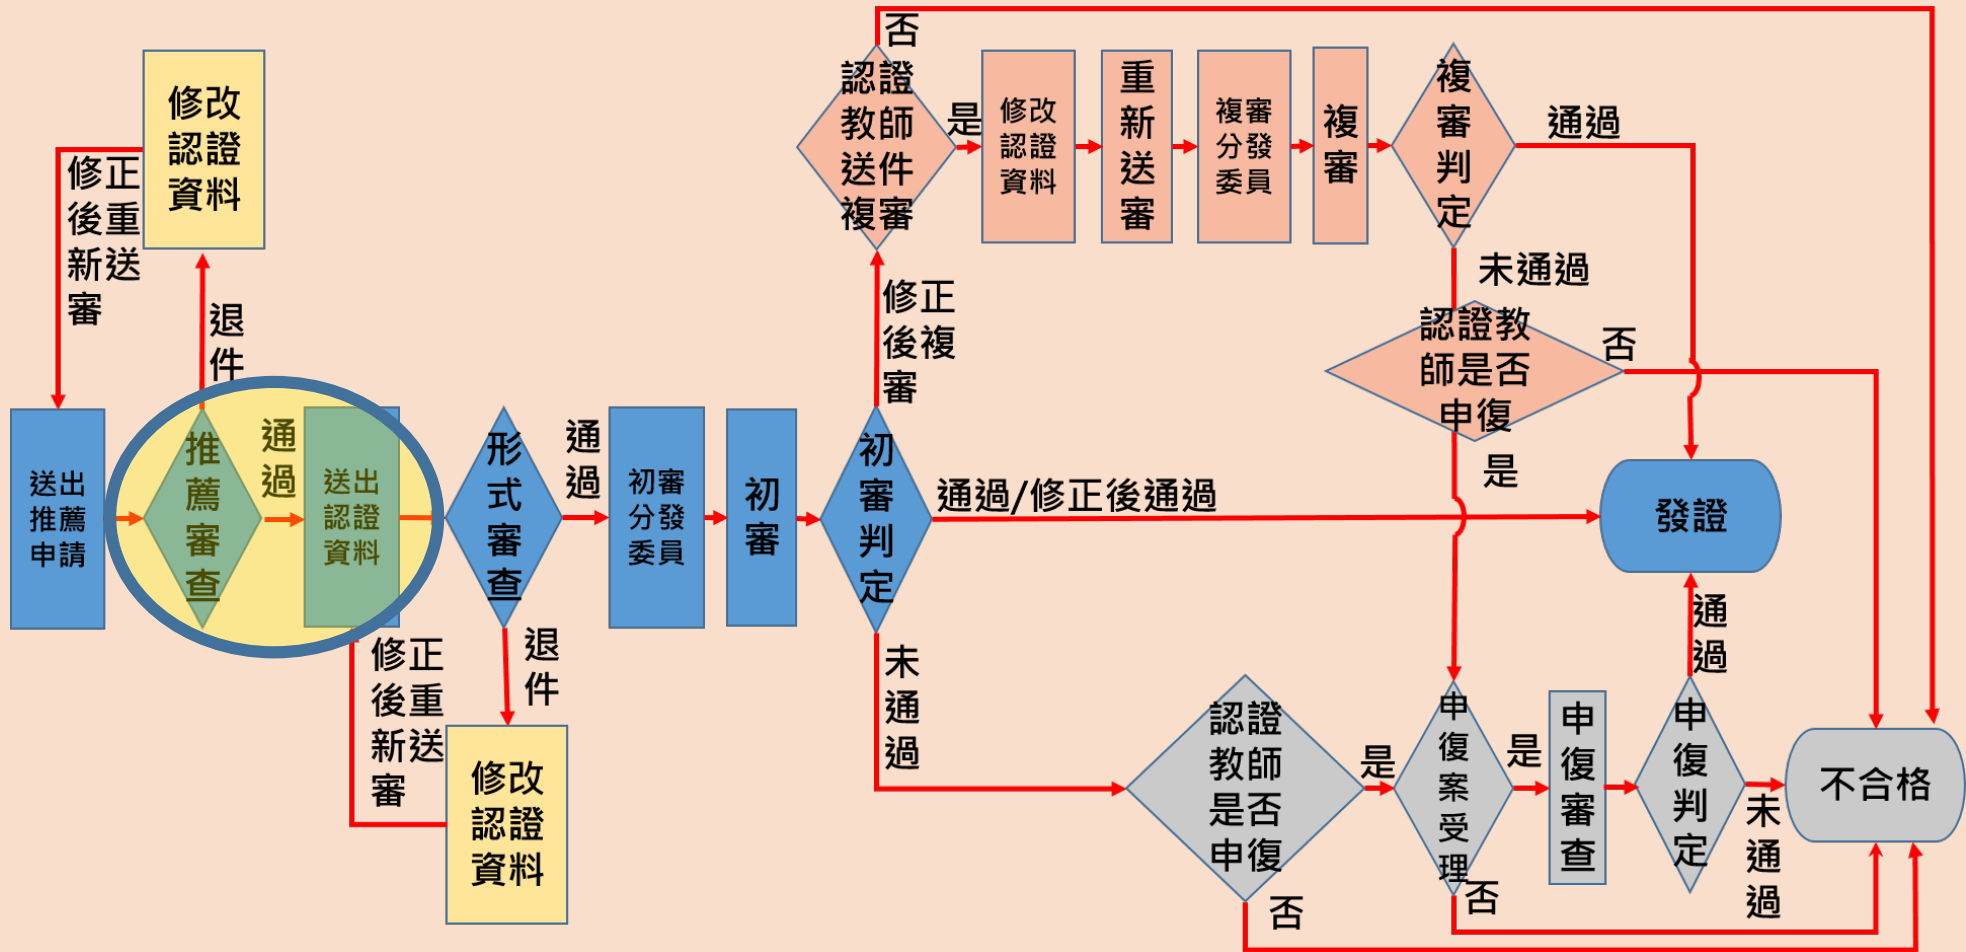 修改
認證
資料
修正
後重
新送
審
退
件
送出
推薦
申請
推
薦
審
查
通
過
送出
認證
資料
形
式
審
查
通
過
退
件
修正
後重
新送
審
修改
認證
資料
初審
分發
委員
初
審
初
審
判
定
修正
後複
審
否
認證
教師
送件
複審
是
修改
認證
資料
重
新
送
審
複審
分發
委員
複
審
複
審
判
定
通過
未通過
認證教
師是否
申復
否
是
通過/修正後通過
發證
未
通
過
認證
教師
是否
申復
是
否
申
復
案
受
理
是
否
申
復
審
查
申
復
判
定
通
過
未
通
過
不合格